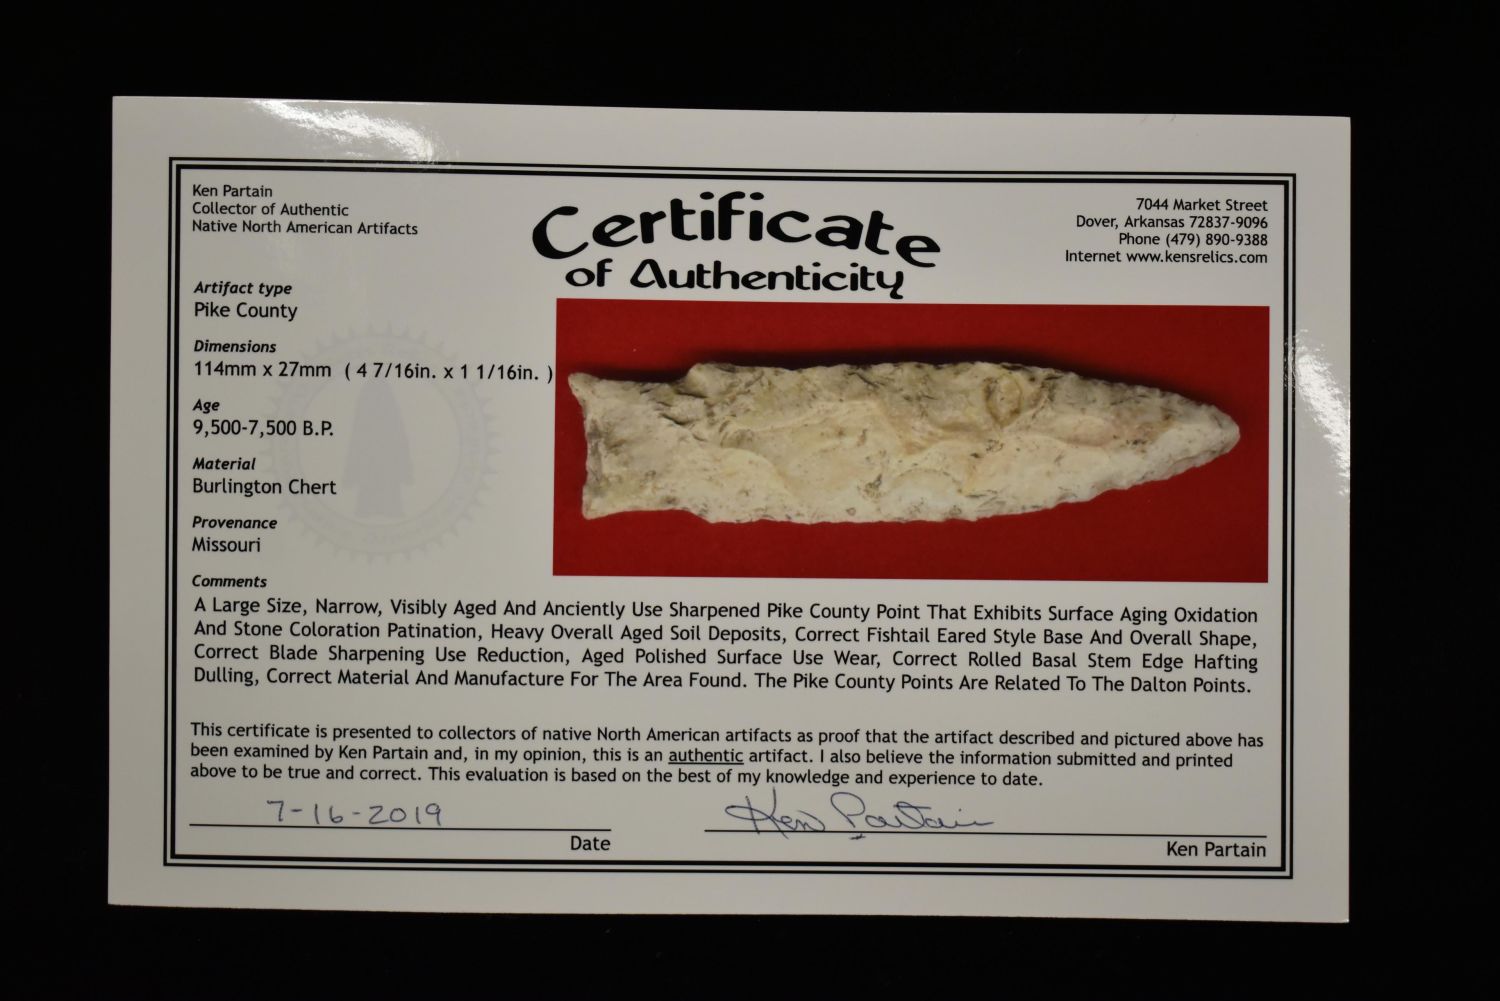 Ken Partain
Collector of Authentic
Native North American Artifacts
Certificate
of Authenticity
7044 Market Street
Dover, Arkansas 72837-9096
Phone (479) 890-9388
Internet www.kensrelics.com
Artifact type
Pike County
Dimensions
114mm x 27mm ( 4 7/16in. x 1 1/16in. )
Age
9,500-7,500 B.P.
Material
Burlington Chert
Provenance
Missouri
Comments
A Large Size, Narrow, Visibly Aged And Anciently Use Sharpened Pike County Point That Exhibits Surface Aging Oxidation
And Stone Coloration Patination, Heavy Overall Aged Soil Deposits, Correct Fishtail Eared Style Base And Overall Shape,
Correct Blade Sharpening Use Reduction, Aged Polished Surface Use Wear, Correct Rolled Basal Stem Edge Hafting
Dulling, Correct Material And Manufacture For The Area Found. The Pike County Points Are Related To The Dalton Points.
This certificate is presented to collectors of native North American artifacts as proof that the artifact described and pictured above has
been examined by Ken Partain and, in my opinion, this is an authentic artifact. I also believe the information submitted and printed
above to be true and correct. This evaluation is based on the best of my knowledge and experience to date.
7-16-2019
Ken Partain
Date
Ken Partain